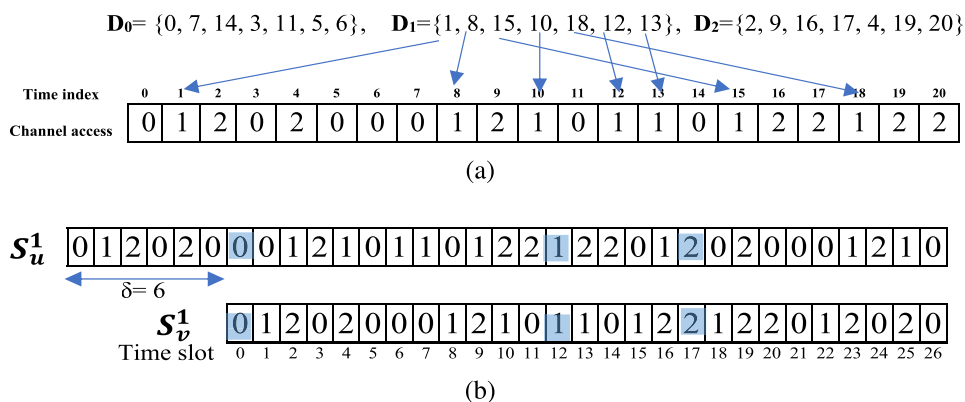 D₀= {0, 7, 14, 3, 11, 5, 6}, D₁={1, 8, 15, 10, 18, 12, 13}, D₂={2, 9, 16, 17, 4, 19, 20}
Time index 0 1 2 3 4 5 6 7 8 9 10 11 12 13 14 15 16 17 18 19 20
Channel access 0 1 2 0 2 0 0 0 1 2 1 0 1 1 0 1 2 2 1 2 2
(a)
S_u^1 0 1 2 0 2 0 0 0 1 2 1 0 1 1 0 1 2 2 1 2 2 0 1 2 0 2 0 0 0 1 2 1 0
δ= 6
S_v^1 0 1 2 0 2 0 0 0 1 2 1 0 1 1 0 1 2 2 1 2 2 0 1 2 0 2 0
Time slot 0 1 2 3 4 5 6 7 8 9 10 11 12 13 14 15 16 17 18 19 20 21 22 23 24 25 26
(b)